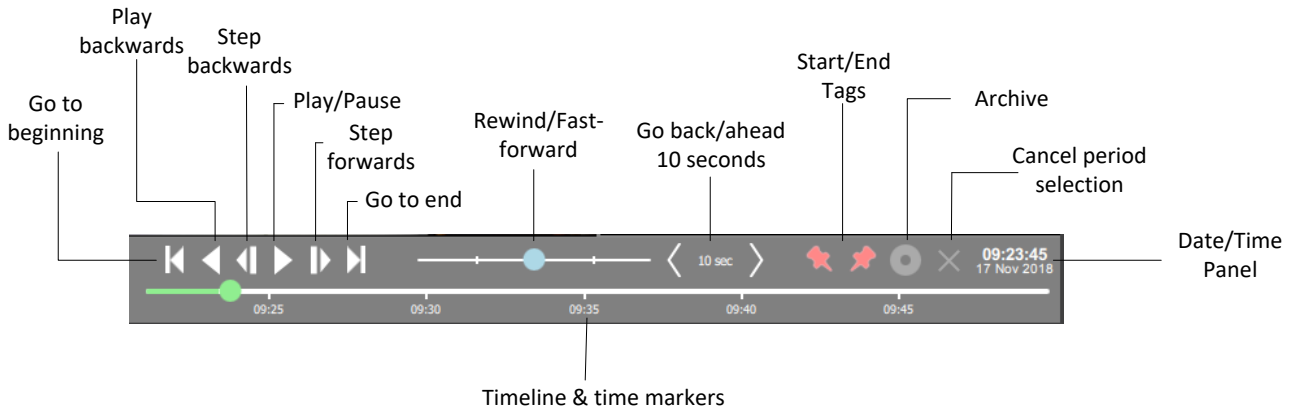 Play
backwards
Step
backwards
Go to
beginning
Play/Pause
Step
forwards
Go to end
Rewind/Fast-
forward
Go back/ahead
10 seconds
Start/End
Tags
Archive
Cancel period
selection
Date/Time
Panel
10 sec
09:23:45
17 Nov 2018
09:25
09:30
09:35
09:40
09:45
Timeline & time markers